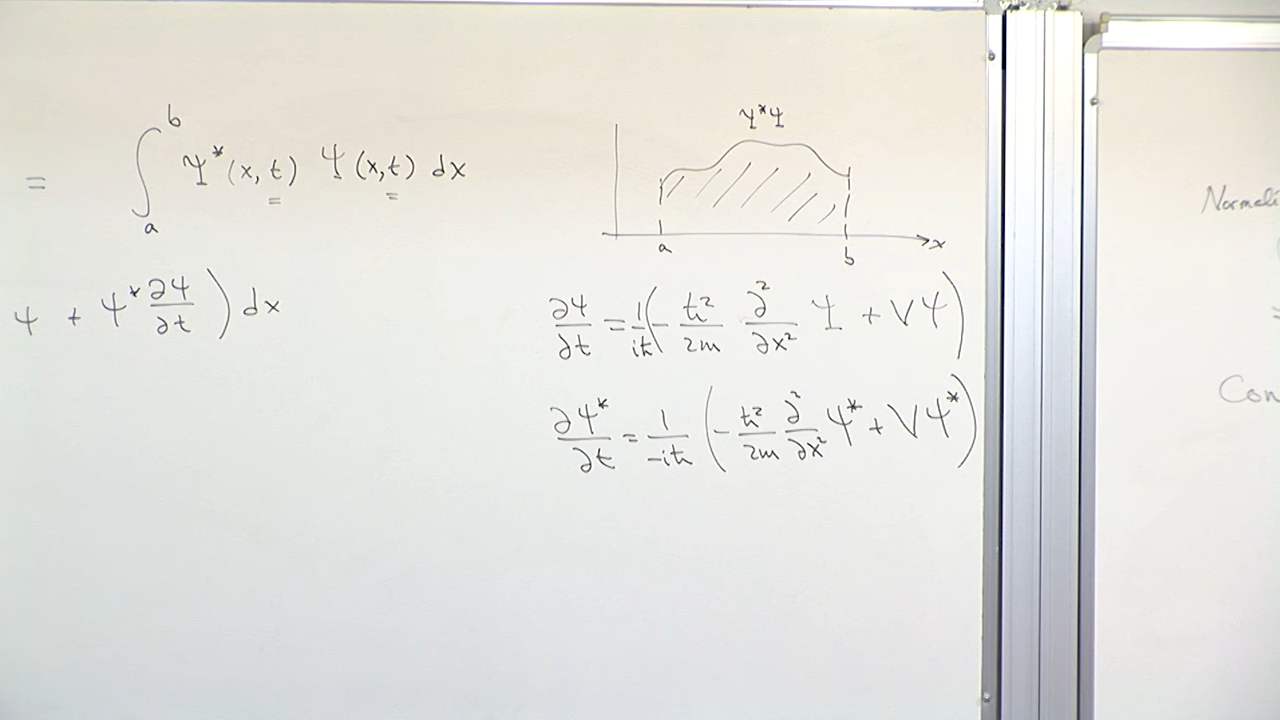 = ∫_a^b Ψ*(x, t) Ψ(x,t) dx
Ψ*Ψ
a b x
Ψ + Ψ* ∂Ψ/∂t ) dx
∂Ψ/∂t = 1/iħ ( - ħ²/2m ∂²/∂x² Ψ + VΨ )
∂Ψ*/∂t = 1/-iħ ( - ħ²/2m ∂²/∂x² Ψ* + VΨ* )
Normali
Con